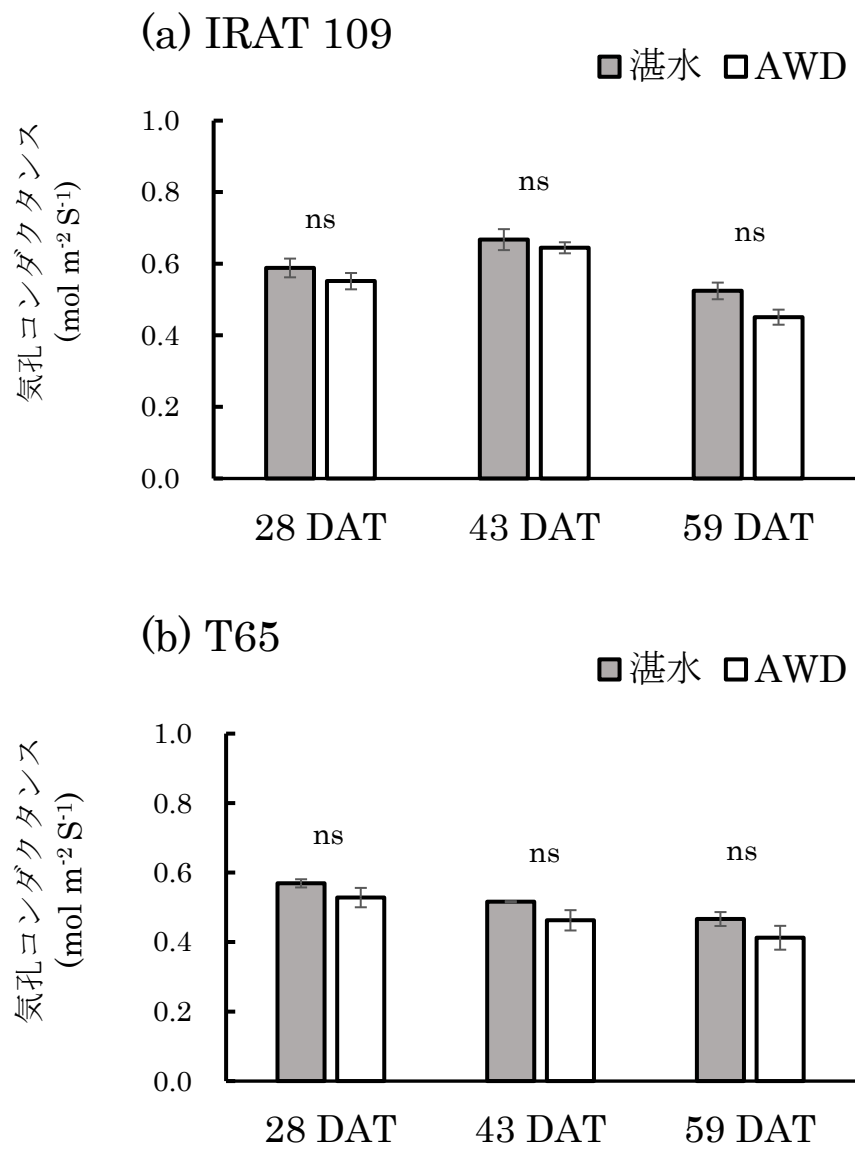 (a) IRAT 109
湛水 AWD
気孔コンダクタンス
(mol m⁻² S⁻¹)
1.0
0.8
0.6
0.4
0.2
0.0
ns
ns
ns
28 DAT 43 DAT 59 DAT
(b) T65
湛水 AWD
気孔コンダクタンス
(mol m⁻² S⁻¹)
1.0
0.8
0.6
0.4
0.2
0.0
ns
ns
ns
28 DAT 43 DAT 59 DAT